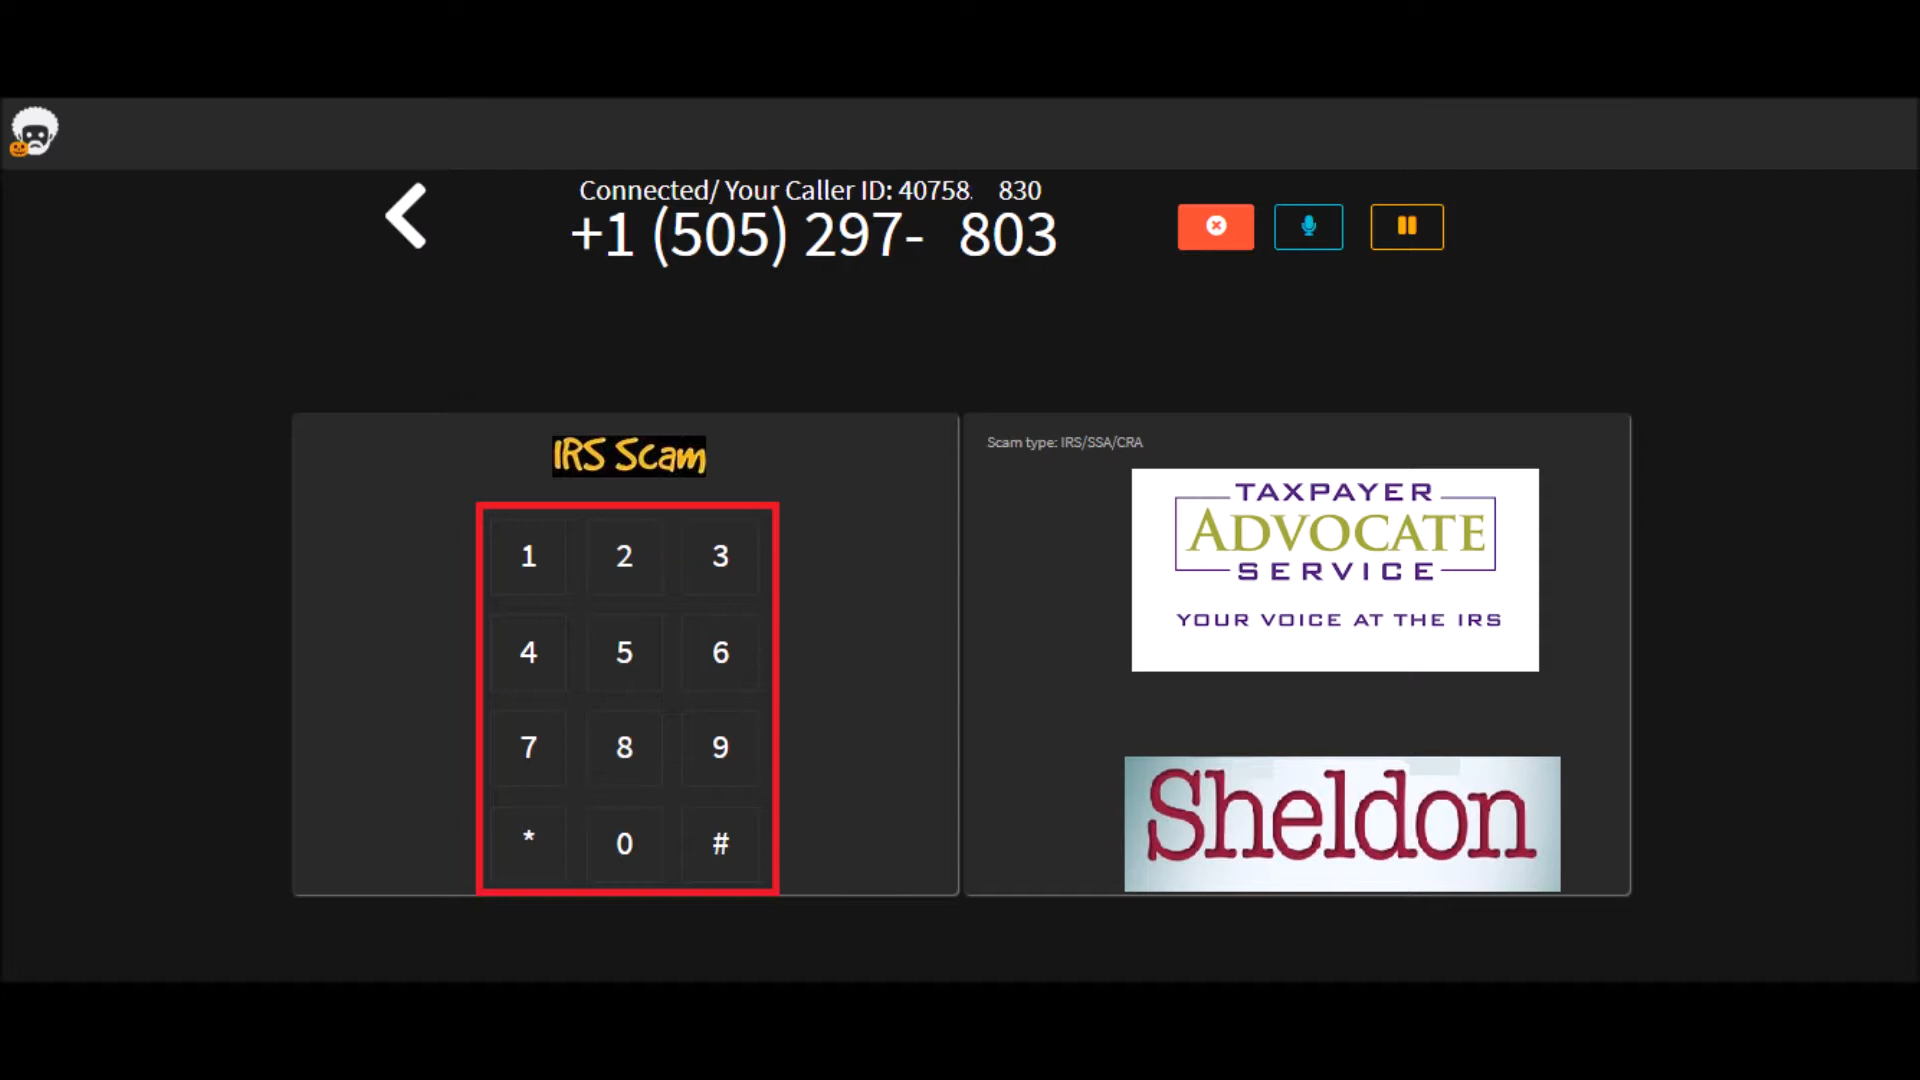 Connected/ Your Caller ID: 40758 830
+1 (505) 297- 803
IRS Scam
1 2 3
4 5 6
7 8 9
* 0 #
Scam type: IRS/SSA/CRA
TAXPAYER
ADVOCATE
SERVICE
YOUR VOICE AT THE IRS
Sheldon